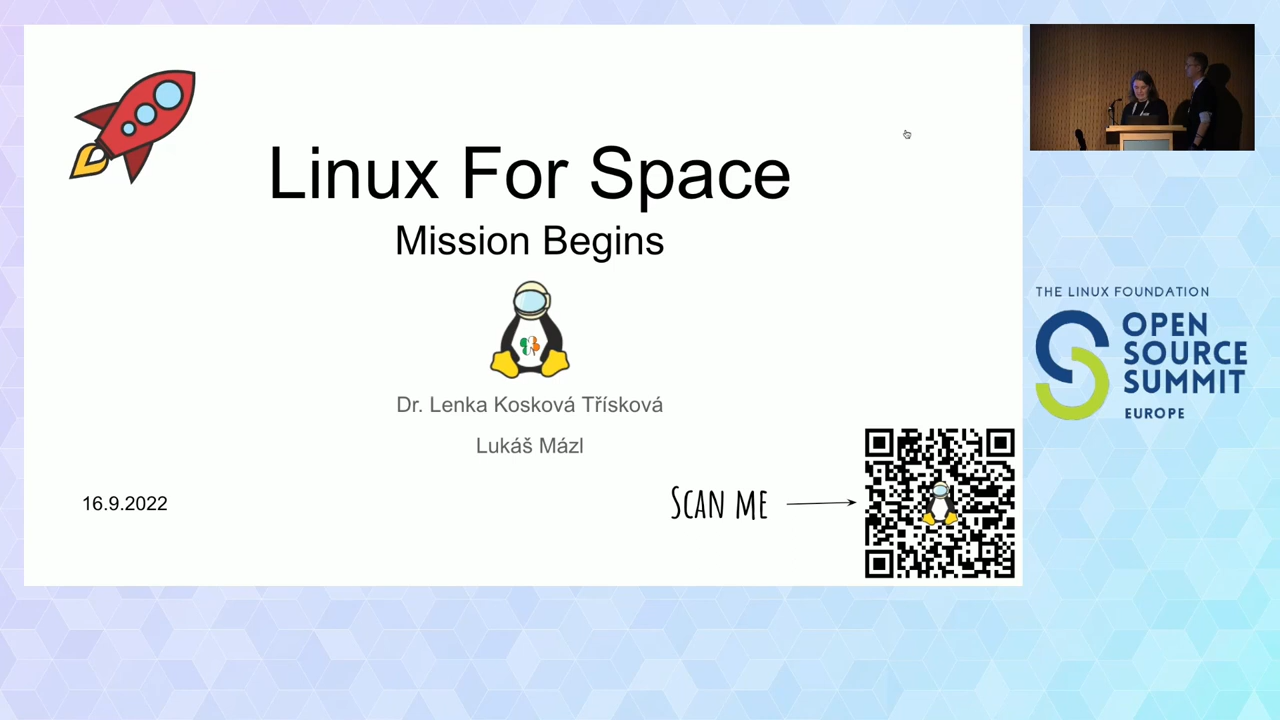 Linux For Space
Mission Begins
Dr. Lenka Kosková Třísková
Lukáš Mázl
16.9.2022
SCAN ME
THE LINUX FOUNDATION
OPEN
SOURCE
SUMMIT
EUROPE